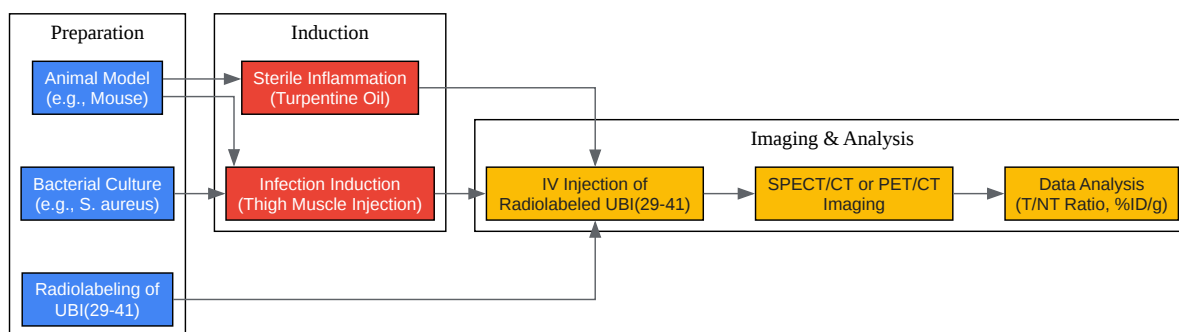 Preparation
Animal Model
(e.g., Mouse)
Bacterial Culture
(e.g., S. aureus)
Radiolabeling of
UBI(29-41)
Induction
Sterile Inflammation
(Turpentine Oil)
Infection Induction
(Thigh Muscle Injection)
Imaging & Analysis
IV Injection of
Radiolabeled UBI(29-41)
SPECT/CT or PET/CT
Imaging
Data Analysis
(T/NT Ratio, %ID/g)